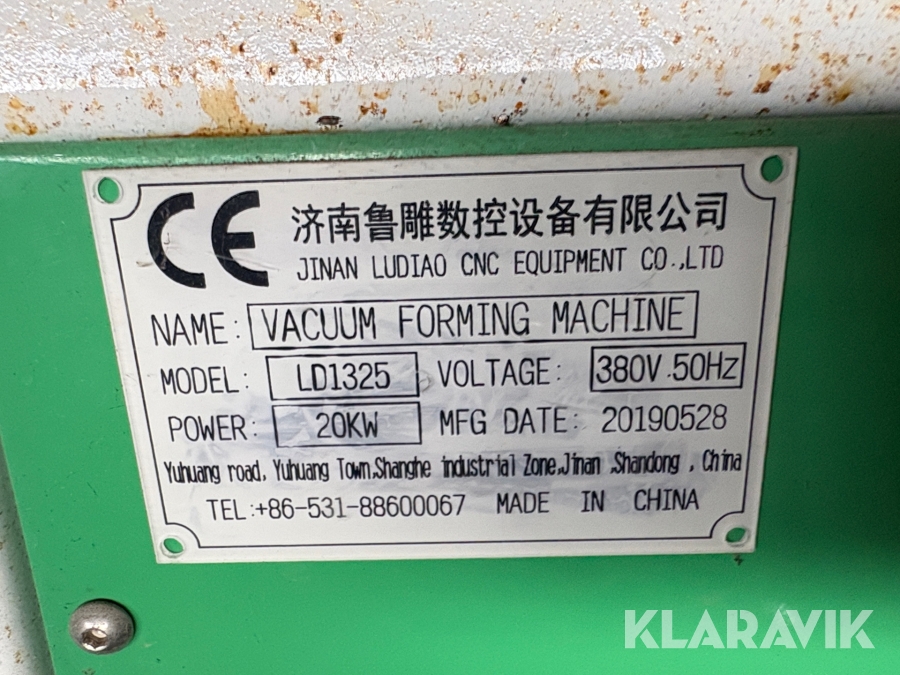 CE 济南鲁雕数控设备有限公司
JINAN LUDIAO CNC EQUIPMENT CO.,LTD
NAME: VACUUM FORMING MACHINE
MODEL: LD1325 VOLTAGE: 380V.50Hz
POWER: 20KW MFG DATE: 20190528
Yuhuang road, Yuhuang Town,Shanghe industrial Zone,Jinan ,Shandong , China
TEL:+86-531-88600067 MADE IN CHINA
KLARAVIK